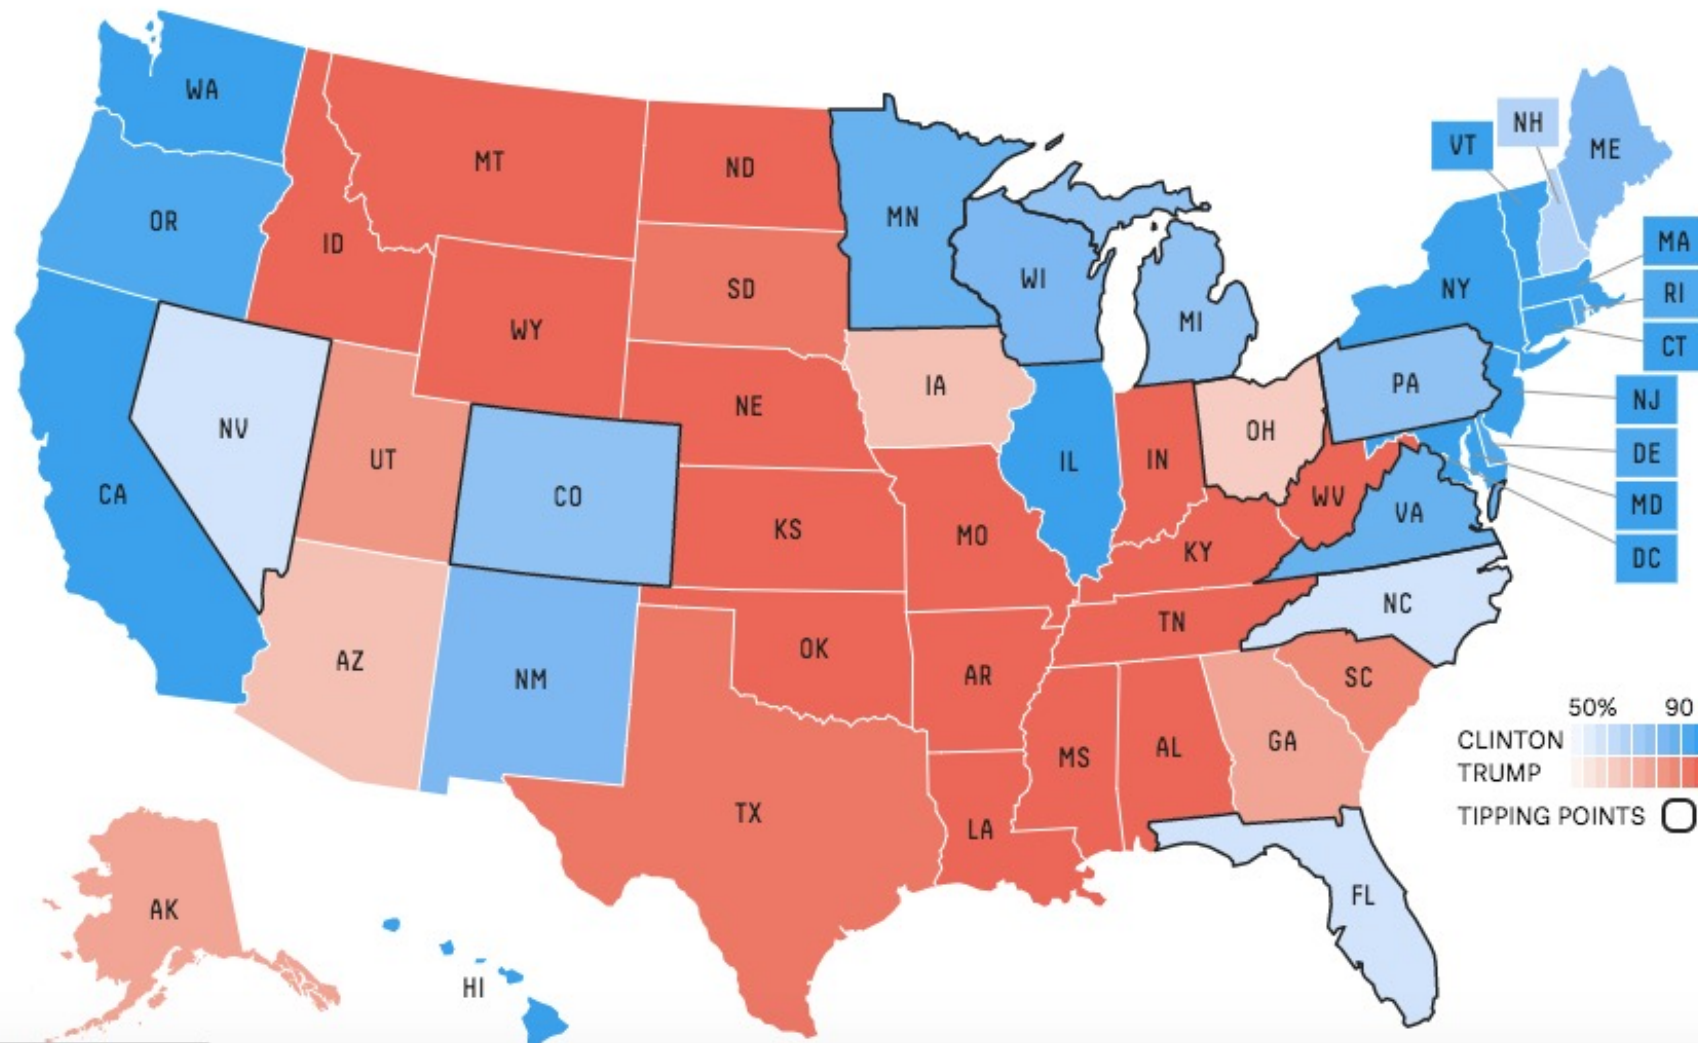 WA
MT
ND
MN
VT
NH
ME
OR
ID
SD
WI
MI
NY
MA
RI
CT
WY
IA
PA
NJ
NV
UT
CO
NE
IL
IN
OH
DE
CA
KS
MO
KY
WV
VA
MD
DC
AZ
NM
OK
AR
TN
NC
SC
TX
LA
MS
AL
GA
50% 90
CLINTON
TRUMP
TIPPING POINTS
AK
HI
FL